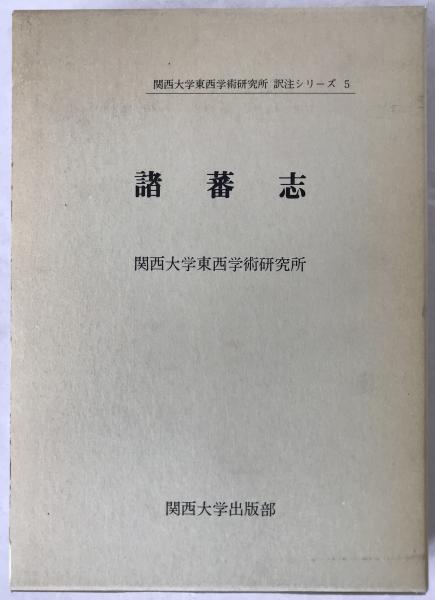 関西大学東西学術研究所 訳注シリーズ 5
諸蕃志
関西大学東西学術研究所
関西大学出版部